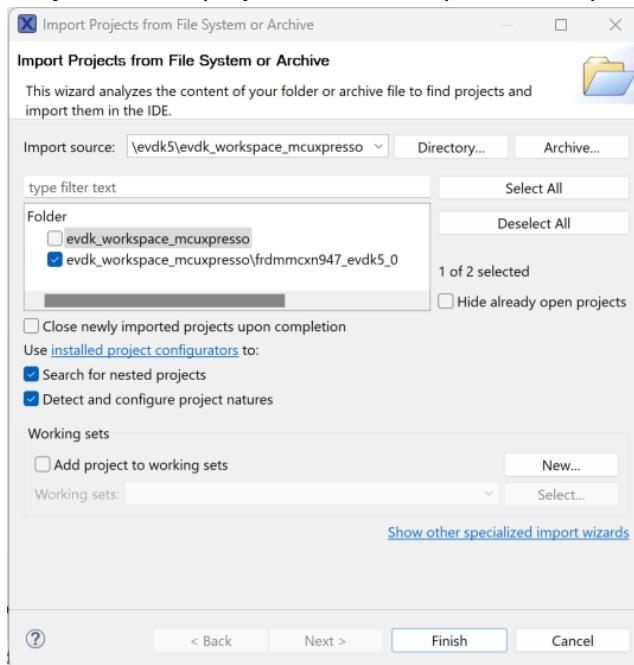 Import Projects from File System or Archive
Import Projects from File System or Archive
This wizard analyzes the content of your folder or archive file to find projects and
import them in the IDE.
Import source: \evdk5\evdk_workspace_mcuxpresso Directory... Archive...
type filter text Select All
Folder Deselect All
evdk_workspace_mcuxpresso
evdk_workspace_mcuxpresso\frdmmcxn947_evdk5_0
1 of 2 selected
Hide already open projects
Close newly imported projects upon completion
Use installed project configurators to:
Search for nested projects
Detect and configure project natures
Working sets
Add project to working sets New...
Working sets: Select...
Show other specialized import wizards
? < Back Next > Finish Cancel